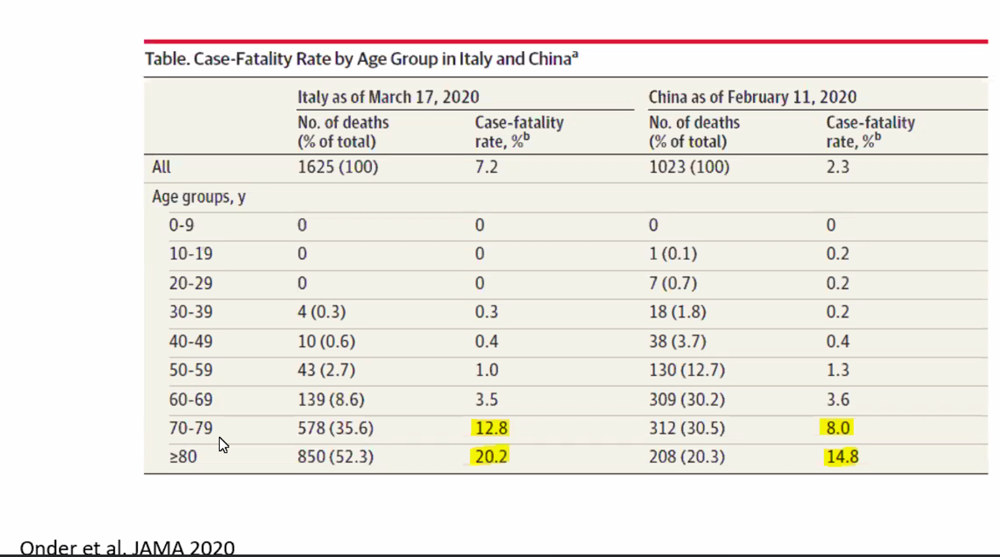 Table. Case-Fatality Rate by Age Group in Italy and Chinaᵃ
Italy as of March 17, 2020 China as of February 11, 2020
No. of deaths (% of total) Case-fatality rate, %ᵇ No. of deaths (% of total) Case-fatality rate, %ᵇ
All 1625 (100) 7.2 1023 (100) 2.3
Age groups, y
0-9 0 0 0 0
10-19 0 0 1 (0.1) 0.2
20-29 0 0 7 (0.7) 0.2
30-39 4 (0.3) 0.3 18 (1.8) 0.2
40-49 10 (0.6) 0.4 38 (3.7) 0.4
50-59 43 (2.7) 1.0 130 (12.7) 1.3
60-69 139 (8.6) 3.5 309 (30.2) 3.6
70-79 578 (35.6) 12.8 312 (30.5) 8.0
≥80 850 (52.3) 20.2 208 (20.3) 14.8
Onder et al. JAMA 2020